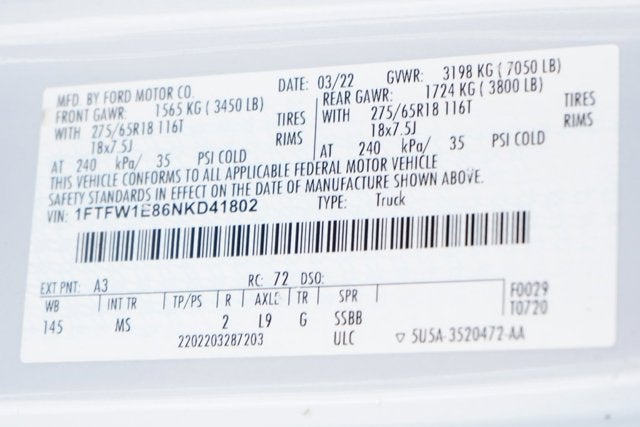 MFD. BY FORD MOTOR CO. DATE: 03/22 GVWR: 3198 KG ( 7050 LB)
FRONT GAWR: 1565 KG ( 3450 LB) REAR GAWR: 1724 KG ( 3800 LB)
WITH 275/65R18 116T TIRES WITH 275/65R18 116T TIRES
18x7.5J RIMS 18x7.5J RIMS
AT 240 kPa/ 35 PSI COLD AT 240 kPa/ 35 PSI COLD
THIS VEHICLE CONFORMS TO ALL APPLICABLE FEDERAL MOTOR VEHICLE
SAFETY STANDARDS IN EFFECT ON THE DATE OF MANUFACTURE SHOWN ABOVE.
VIN: 1FTFW1E86NKD41802 TYPE: Truck
EXT PNT: A3 RC: 72 DSO:
WB INT TR TP/PS R AXLE TR SPR F0029
145 MS 2 L9 G SSBB T0720
2202203287203 ULC ▽ 5U5A-3520472-AA